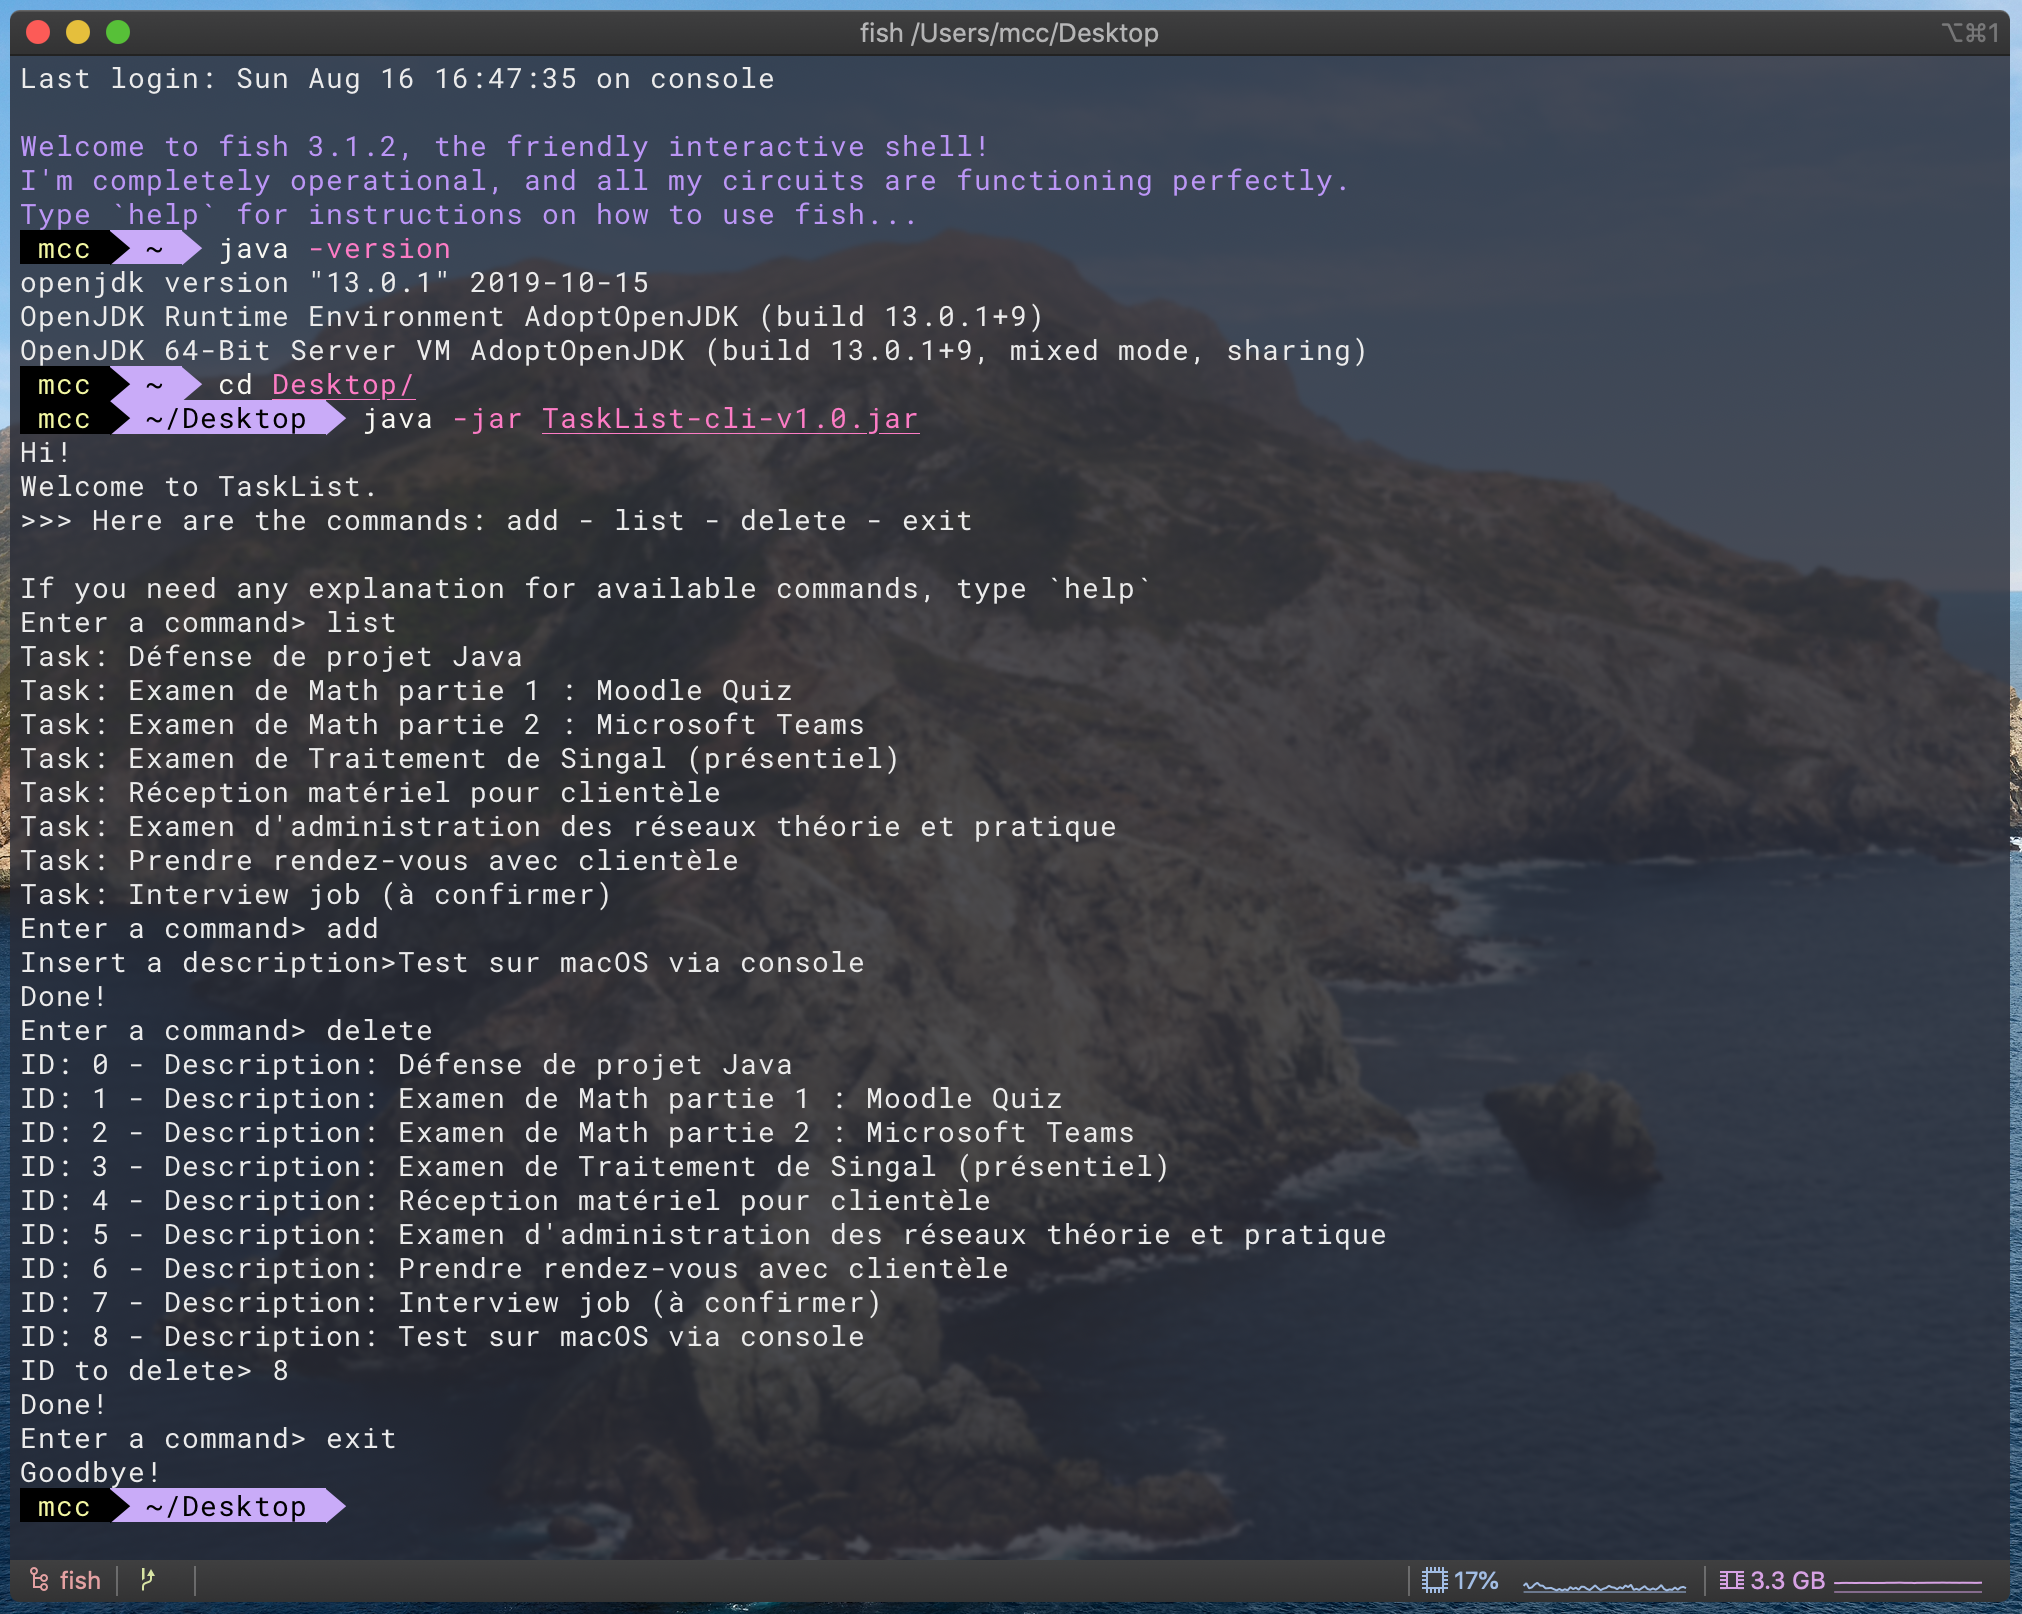 fish /Users/mcc/Desktop
⌥⌘1
Last login: Sun Aug 16 16:47:35 on console
Welcome to fish 3.1.2, the friendly interactive shell!
I'm completely operational, and all my circuits are functioning perfectly.
Type `help` for instructions on how to use fish...
mcc ~ java -version
openjdk version "13.0.1" 2019-10-15
OpenJDK Runtime Environment AdoptOpenJDK (build 13.0.1+9)
OpenJDK 64-Bit Server VM AdoptOpenJDK (build 13.0.1+9, mixed mode, sharing)
mcc ~ cd Desktop/
mcc ~/Desktop java -jar TaskList-cli-v1.0.jar
Hi!
Welcome to TaskList.
>>> Here are the commands: add - list - delete - exit
If you need any explanation for available commands, type `help`
Enter a command> list
Task: Défense de projet Java
Task: Examen de Math partie 1 : Moodle Quiz
Task: Examen de Math partie 2 : Microsoft Teams
Task: Examen de Traitement de Singal (présentiel)
Task: Réception matériel pour clientèle
Task: Examen d'administration des réseaux théorie et pratique
Task: Prendre rendez-vous avec clientèle
Task: Interview job (à confirmer)
Enter a command> add
Insert a description>Test sur macOS via console
Done!
Enter a command> delete
ID: 0 - Description: Défense de projet Java
ID: 1 - Description: Examen de Math partie 1 : Moodle Quiz
ID: 2 - Description: Examen de Math partie 2 : Microsoft Teams
ID: 3 - Description: Examen de Traitement de Singal (présentiel)
ID: 4 - Description: Réception matériel pour clientèle
ID: 5 - Description: Examen d'administration des réseaux théorie et pratique
ID: 6 - Description: Prendre rendez-vous avec clientèle
ID: 7 - Description: Interview job (à confirmer)
ID: 8 - Description: Test sur macOS via console
ID to delete> 8
Done!
Enter a command> exit
Goodbye!
mcc ~/Desktop
fish
17%
3.3 GB